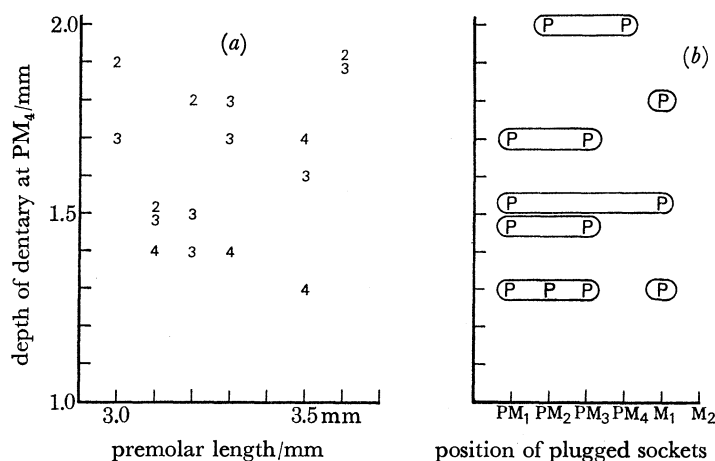 2.0
(a)
P P
(b)
2
2
3
2 3
P
3 3 4
P P
3
2
3
3
P P
1.5
P P
4 3 4
4
P P P P
1.0
3.0 3.5 mm
PM₁ PM₂ PM₃ PM₄ M₁ M₂
depth of dentary at PM₄/mm
premolar length/mm
position of plugged sockets